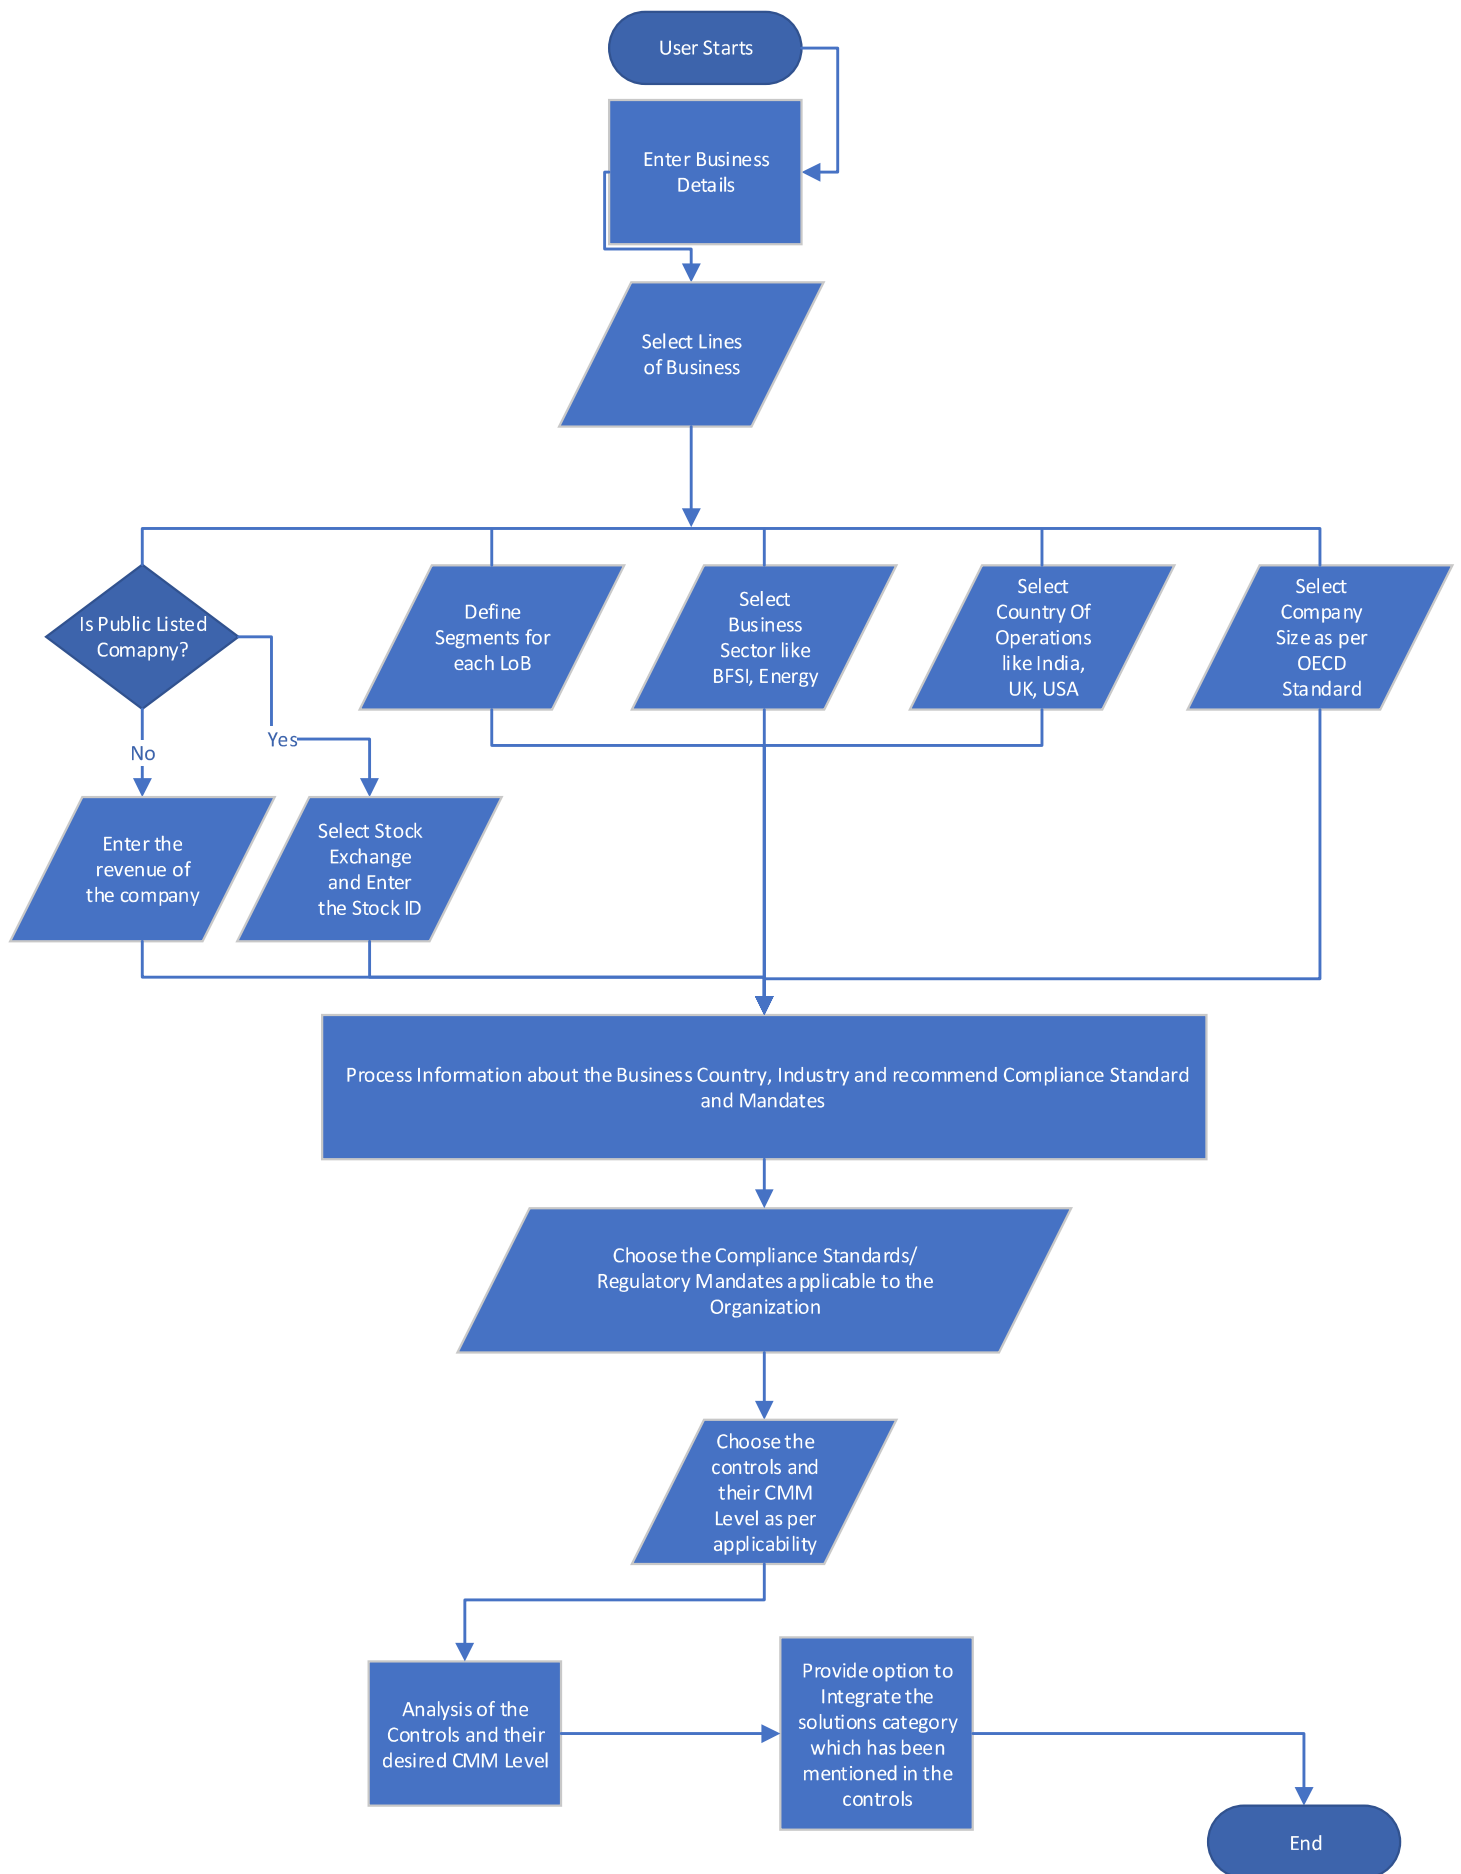 User Starts
Enter Business
Details
Select Lines
of Business
Is Public Listed
Comapny?
Define
Segments for
each LoB
Select
Business
Sector like
BFSI, Energy
Select
Country Of
Operations
like India,
UK, USA
Select
Company
Size as per
OECD
Standard
No
Yes
Enter the
revenue of
the company
Select Stock
Exchange
and Enter
the Stock ID
Process Information about the Business Country, Industry and recommend Compliance Standard
and Mandates
Choose the Compliance Standards/
Regulatory Mandates applicable to the
Organization
Choose the
controls and
their CMM
Level as per
applicability
Analysis of the
Controls and their
desired CMM Level
Provide option to
Integrate the
solutions category
which has been
mentioned in the
controls
End